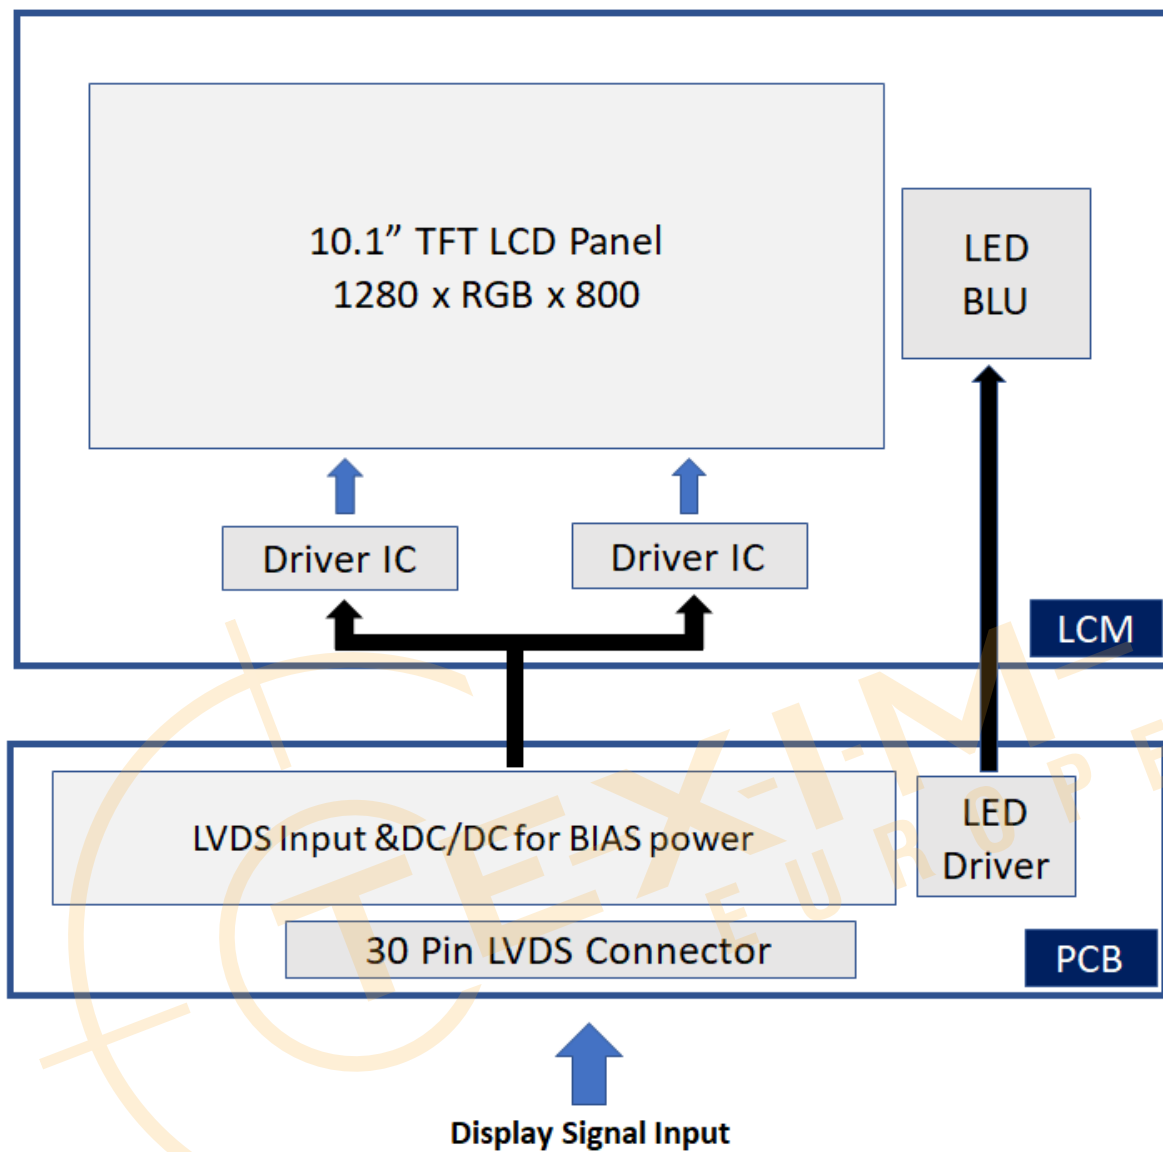 10.1” TFT LCD Panel
1280 x RGB x 800
LED
BLU
Driver IC
Driver IC
LCM
LVDS Input &DC/DC for BIAS power
LED
Driver
30 Pin LVDS Connector
PCB
Display Signal Input
TEXIM
EUROPE